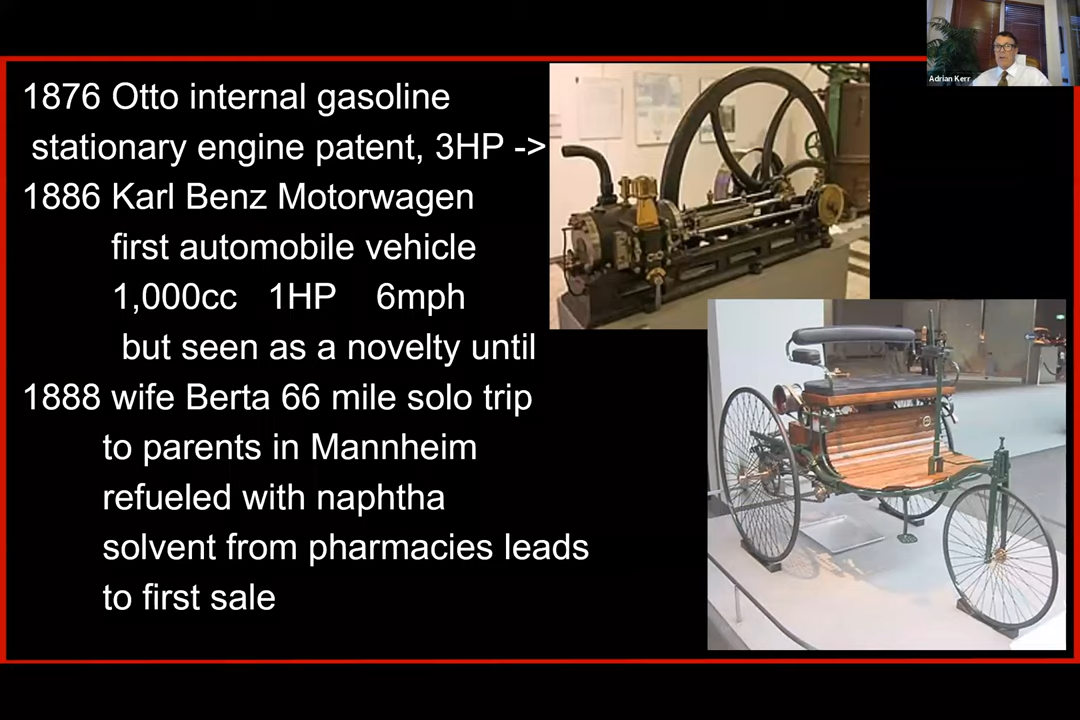 1876 Otto internal gasoline
stationary engine patent, 3HP ->
1886 Karl Benz Motorwagen
first automobile vehicle
1,000cc 1HP 6mph
but seen as a novelty until
1888 wife Berta 66 mile solo trip
to parents in Mannheim
refueled with naphtha
solvent from pharmacies leads
to first sale
Adrian Kerr